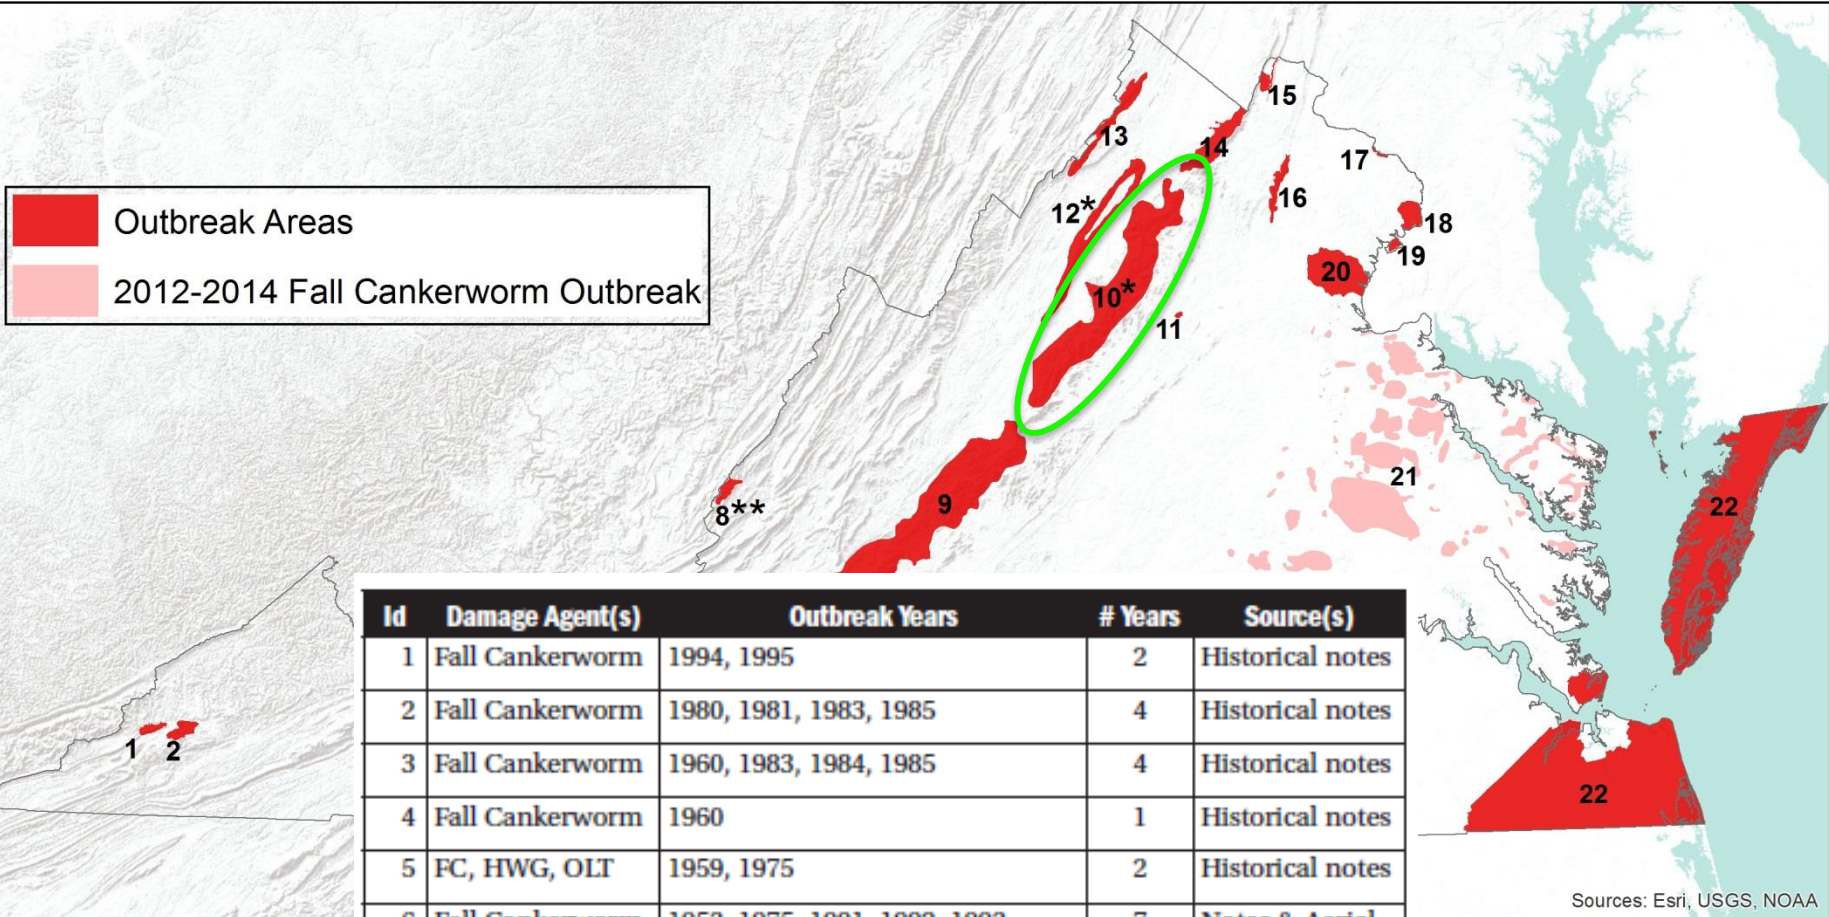 15
13
14
17
16
12*
18
19
Outbreak Areas
20
2012-2014 Fall Cankerworm Outbreak
10*
11
21
9
22
8**
Id Damage Agent(s) Outbreak Years # Years Source(s)
1 Fall Cankerworm 1994, 1995 2 Historical notes
2 Fall Cankerworm 1980, 1981, 1983, 1985 4 Historical notes
3 Fall Cankerworm 1960, 1983, 1984, 1985 4 Historical notes
4 Fall Cankerworm 1960 1 Historical notes
5 FC, HWG, OLT 1959, 1975 2 Historical notes
1 2
22
Sources: Esri, USGS, NOAA